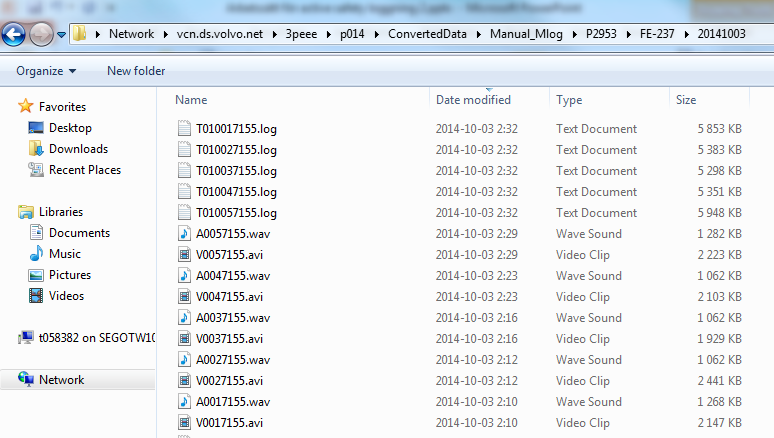 Network vcn.ds.volvo.net 3peee p014 ConvertedData Manual_Mlog P2953 FE-237 20141003
Organize New folder
Favorites
Desktop
Downloads
Recent Places
Libraries
Documents
Music
Pictures
Videos
t058382 on SEGOTW10
Network
Name Date modified Type Size
T010017155.log 2014-10-03 2:32 Text Document 5 853 KB
T010027155.log 2014-10-03 2:32 Text Document 5 383 KB
T010037155.log 2014-10-03 2:32 Text Document 5 298 KB
T010047155.log 2014-10-03 2:32 Text Document 5 351 KB
T010057155.log 2014-10-03 2:32 Text Document 5 948 KB
A0057155.wav 2014-10-03 2:29 Wave Sound 1 282 KB
V0057155.avi 2014-10-03 2:29 Video Clip 2 223 KB
A0047155.wav 2014-10-03 2:23 Wave Sound 1 062 KB
V0047155.avi 2014-10-03 2:23 Video Clip 2 103 KB
A0037155.wav 2014-10-03 2:16 Wave Sound 1 062 KB
V0037155.avi 2014-10-03 2:16 Video Clip 1 929 KB
A0027155.wav 2014-10-03 2:12 Wave Sound 1 062 KB
V0027155.avi 2014-10-03 2:12 Video Clip 2 441 KB
A0017155.wav 2014-10-03 2:10 Wave Sound 1 268 KB
V0017155.avi 2014-10-03 2:10 Video Clip 2 147 KB